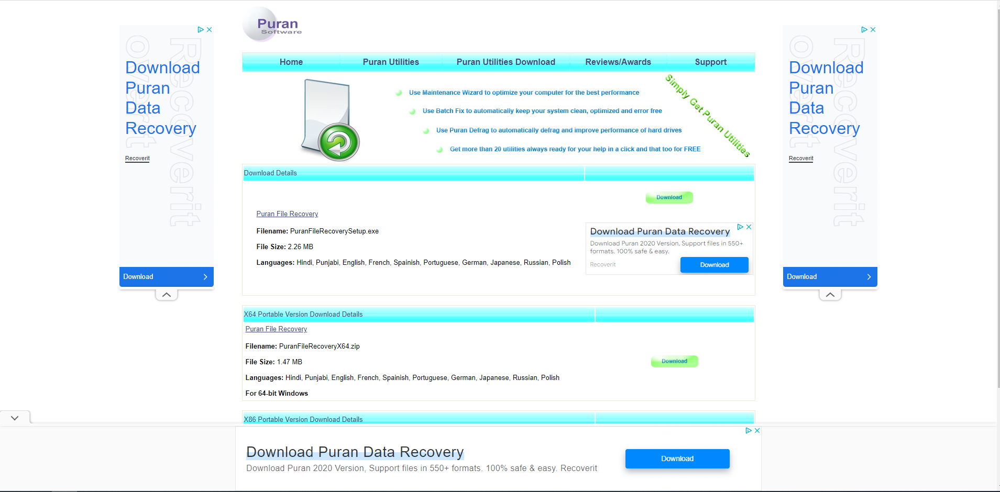 Puran
Software
Home Puran Utilities Puran Utilities Download Reviews/Awards Support
Use Maintenance Wizard to optimize your computer for the best performance
Use Batch Fix to automatically keep your system clean, optimized and error free
Use Puran Defrag to automatically defrag and improve performance of hard drives
Get more than 20 utilities always ready for your help in a click and that too for FREE
Simply Get Puran Utilities
Recoverit
Recoverit
Download
Puran
Data
Recovery
Recoverit
Download
Download Details
Download
Puran File Recovery
Filename: PuranFileRecoverySetup.exe
File Size: 2.26 MB
Languages: Hindi, Punjabi, English, French, Spainish, Portuguese, German, Japanese, Russian, Polish
Download Puran Data Recovery
Download Puran 2020 Version, Support files in 550+
formats. 100% safe & easy.
Recoverit
Download
X64 Portable Version Download Details
Puran File Recovery
Filename: PuranFileRecoveryX64.zip
File Size: 1.47 MB
Languages: Hindi, Punjabi, English, French, Spainish, Portuguese, German, Japanese, Russian, Polish
For 64-bit Windows
Download
X86 Portable Version Download Details
Recoverit
Recoverit
Download
Puran
Data
Recovery
Recoverit
Download
Download Puran Data Recovery
Download Puran 2020 Version, Support files in 550+ formats. 100% safe & easy. Recoverit
Download